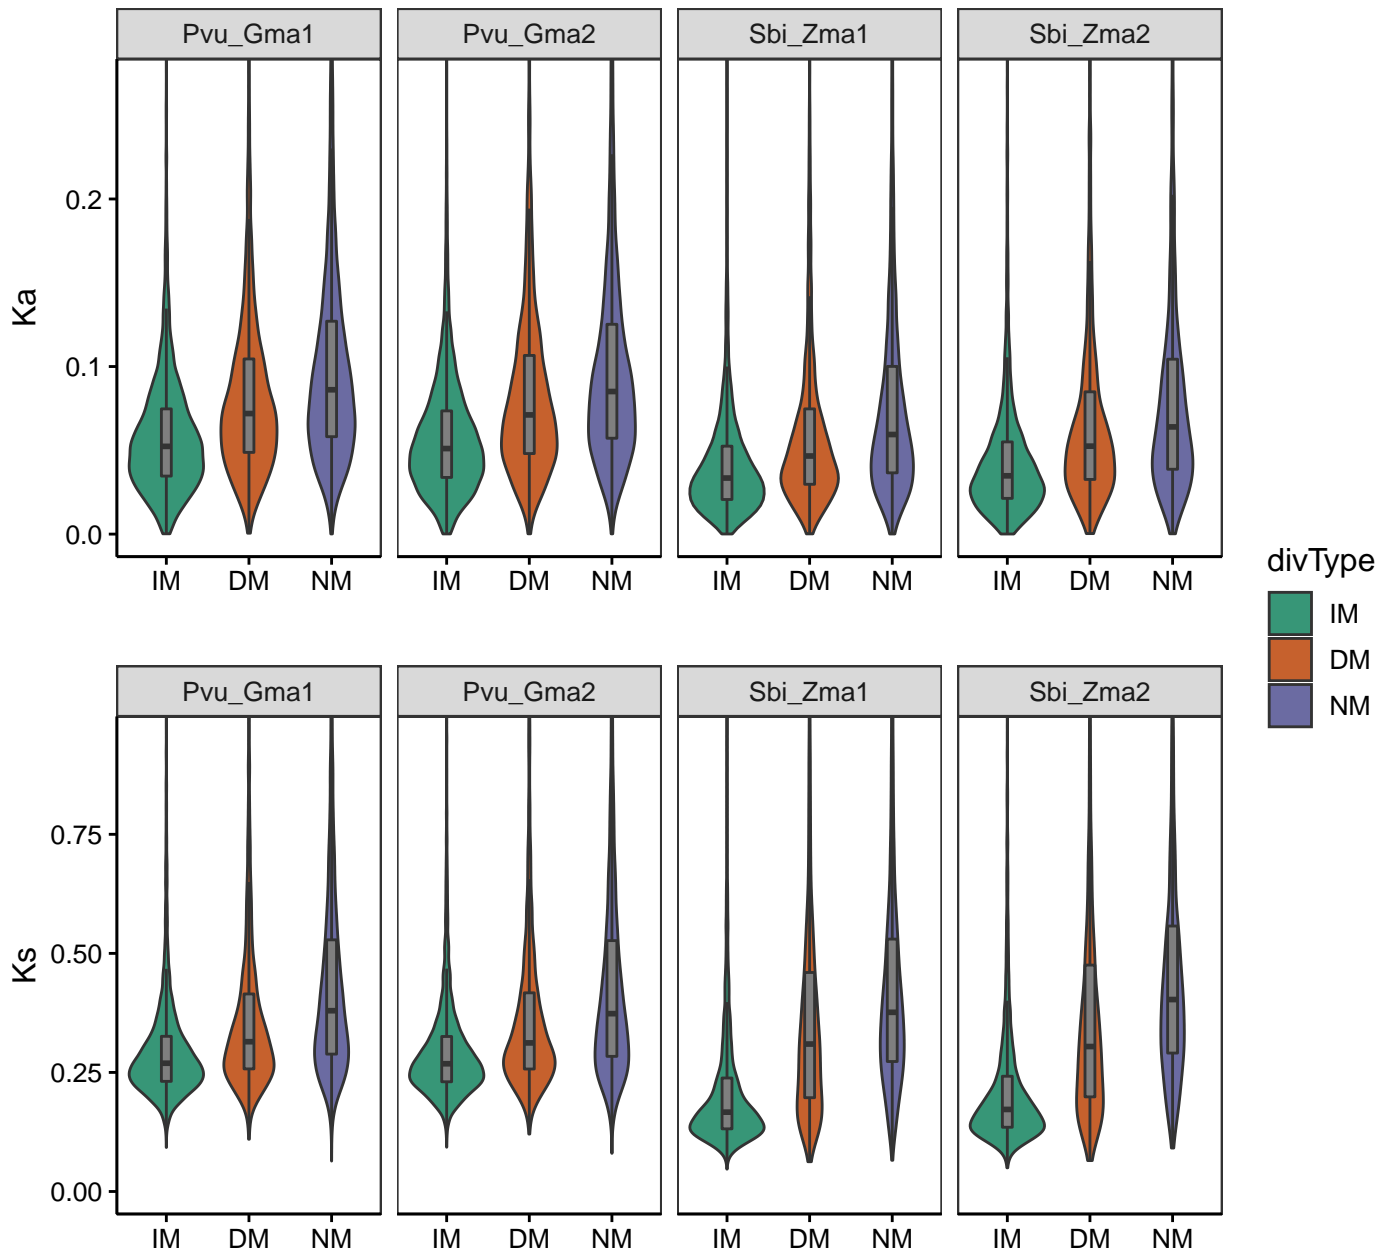 Pvu_Gma1 Pvu_Gma2 Sbi_Zma1 Sbi_Zma2
Ka
0.2
0.1
0.0
IM DM NM IM DM NM IM DM NM IM DM NM
divType
IM
DM
NM
Pvu_Gma1 Pvu_Gma2 Sbi_Zma1 Sbi_Zma2
Ks
0.75
0.50
0.25
0.00
IM DM NM IM DM NM IM DM NM IM DM NM